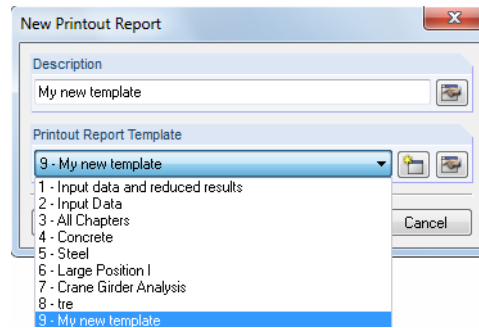 New Printout Report
Description
My new template
Printout Report Template
9 - My new template
1 - Input data and reduced results
2 - Input Data
3 - All Chapters
4 - Concrete
5 - Steel
6 - Large Position I
7 - Crane Girder Analysis
8 - tre
9 - My new template
Cancel